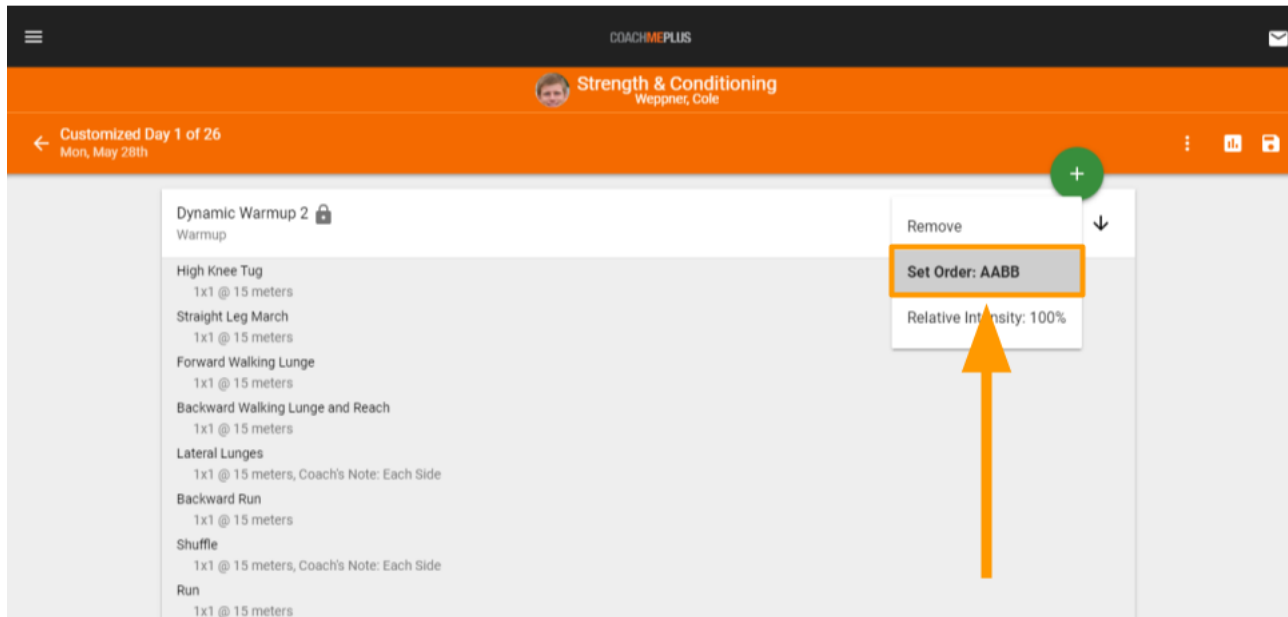 COACHMEPLUS
Strength & Conditioning
Weppner, Cole
Customized Day 1 of 26
Mon, May 28th
Dynamic Warmup 2
Warmup
Remove
Set Order: AABB
Relative Intensity: 100%
High Knee Tug
1x1 @ 15 meters
Straight Leg March
1x1 @ 15 meters
Forward Walking Lunge
1x1 @ 15 meters
Backward Walking Lunge and Reach
1x1 @ 15 meters
Lateral Lunges
1x1 @ 15 meters, Coach's Note: Each Side
Backward Run
1x1 @ 15 meters
Shuffle
1x1 @ 15 meters, Coach's Note: Each Side
Run
1x1 @ 15 meters